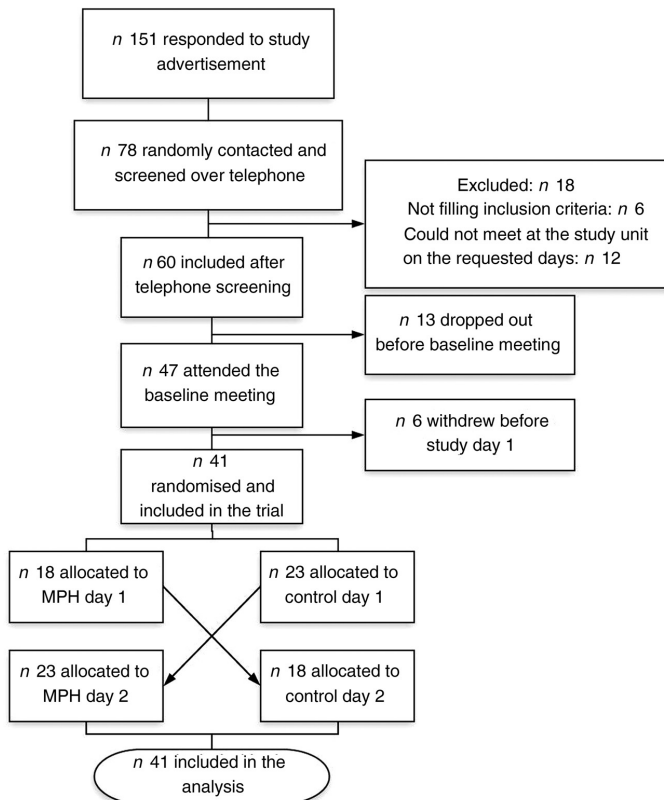 n 151 responded to study
advertisement
n 78 randomly contacted and
screened over telephone
Excluded: n 18
Not filling inclusion criteria: n 6
Could not meet at the study unit
on the requested days: n 12
n 60 included after
telephone screening
n 13 dropped out
before baseline meeting
n 47 attended the
baseline meeting
n 6 withdrew before
study day 1
n 41
randomised and
included in the trial
n 18 allocated to
MPH day 1
n 23 allocated to
control day 1
n 23 allocated to
MPH day 2
n 18 allocated to
control day 2
n 41 included in the
analysis